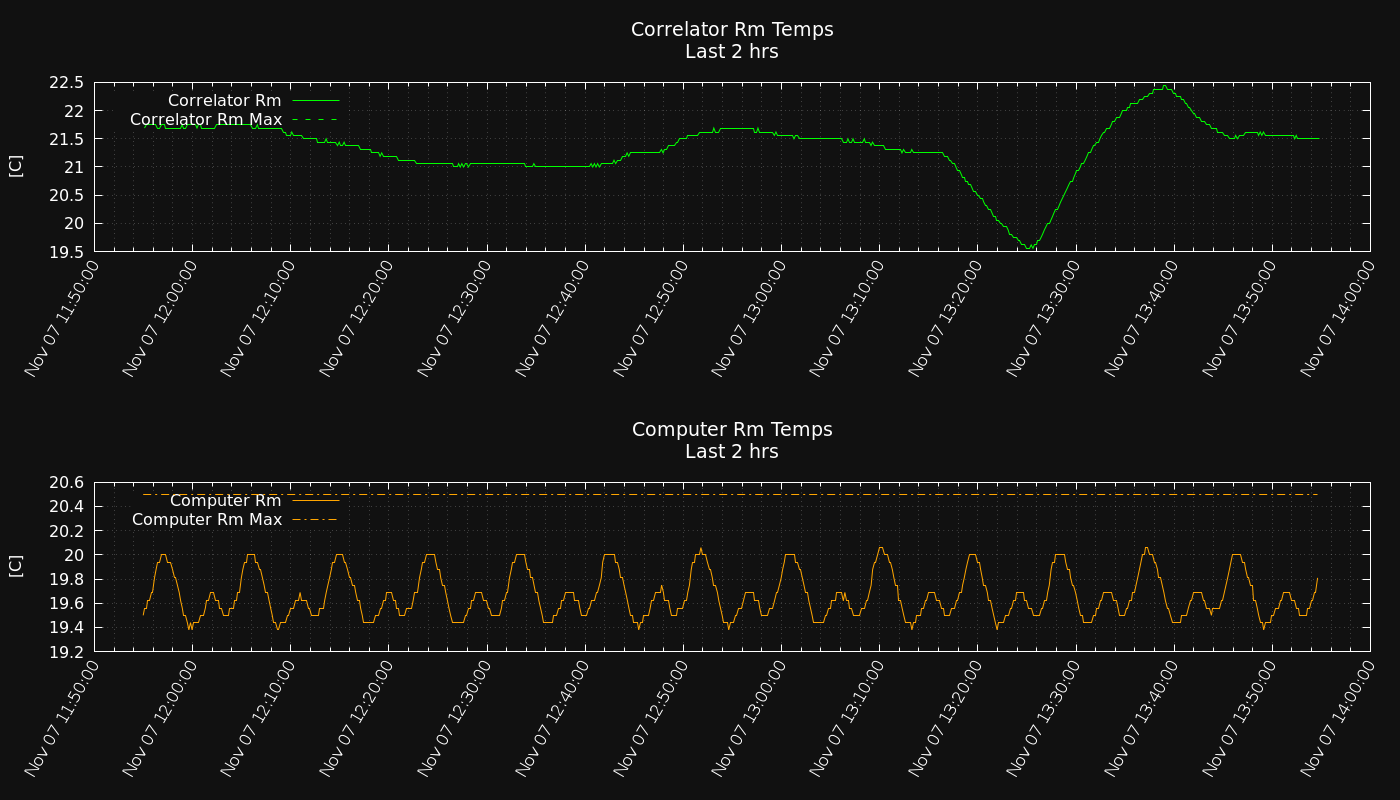 Correlator Rm Temps
Last 2 hrs
22.5
22
21.5
21
20.5
20
19.5
[C]
Correlator Rm
Correlator Rm Max
Nov 07 11:50:00
Nov 07 12:00:00
Nov 07 12:10:00
Nov 07 12:20:00
Nov 07 12:30:00
Nov 07 12:40:00
Nov 07 12:50:00
Nov 07 13:00:00
Nov 07 13:10:00
Nov 07 13:20:00
Nov 07 13:30:00
Nov 07 13:40:00
Nov 07 13:50:00
Nov 07 14:00:00
Computer Rm Temps
Last 2 hrs
20.6
20.4
20.2
20
19.8
19.6
19.4
19.2
[C]
Computer Rm
Computer Rm Max
Nov 07 11:50:00
Nov 07 12:00:00
Nov 07 12:10:00
Nov 07 12:20:00
Nov 07 12:30:00
Nov 07 12:40:00
Nov 07 12:50:00
Nov 07 13:00:00
Nov 07 13:10:00
Nov 07 13:20:00
Nov 07 13:30:00
Nov 07 13:40:00
Nov 07 13:50:00
Nov 07 14:00:00